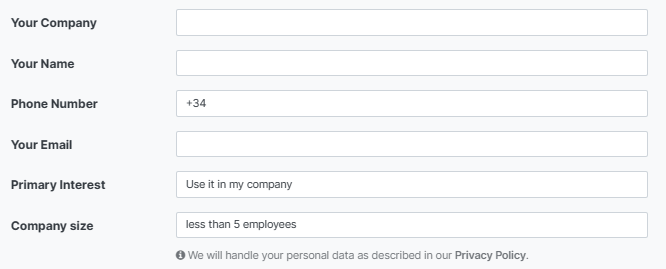 Your Company
Your Name
Phone Number +34
Your Email
Primary Interest Use it in my company
Company size less than 5 employees
We will handle your personal data as described in our Privacy Policy.